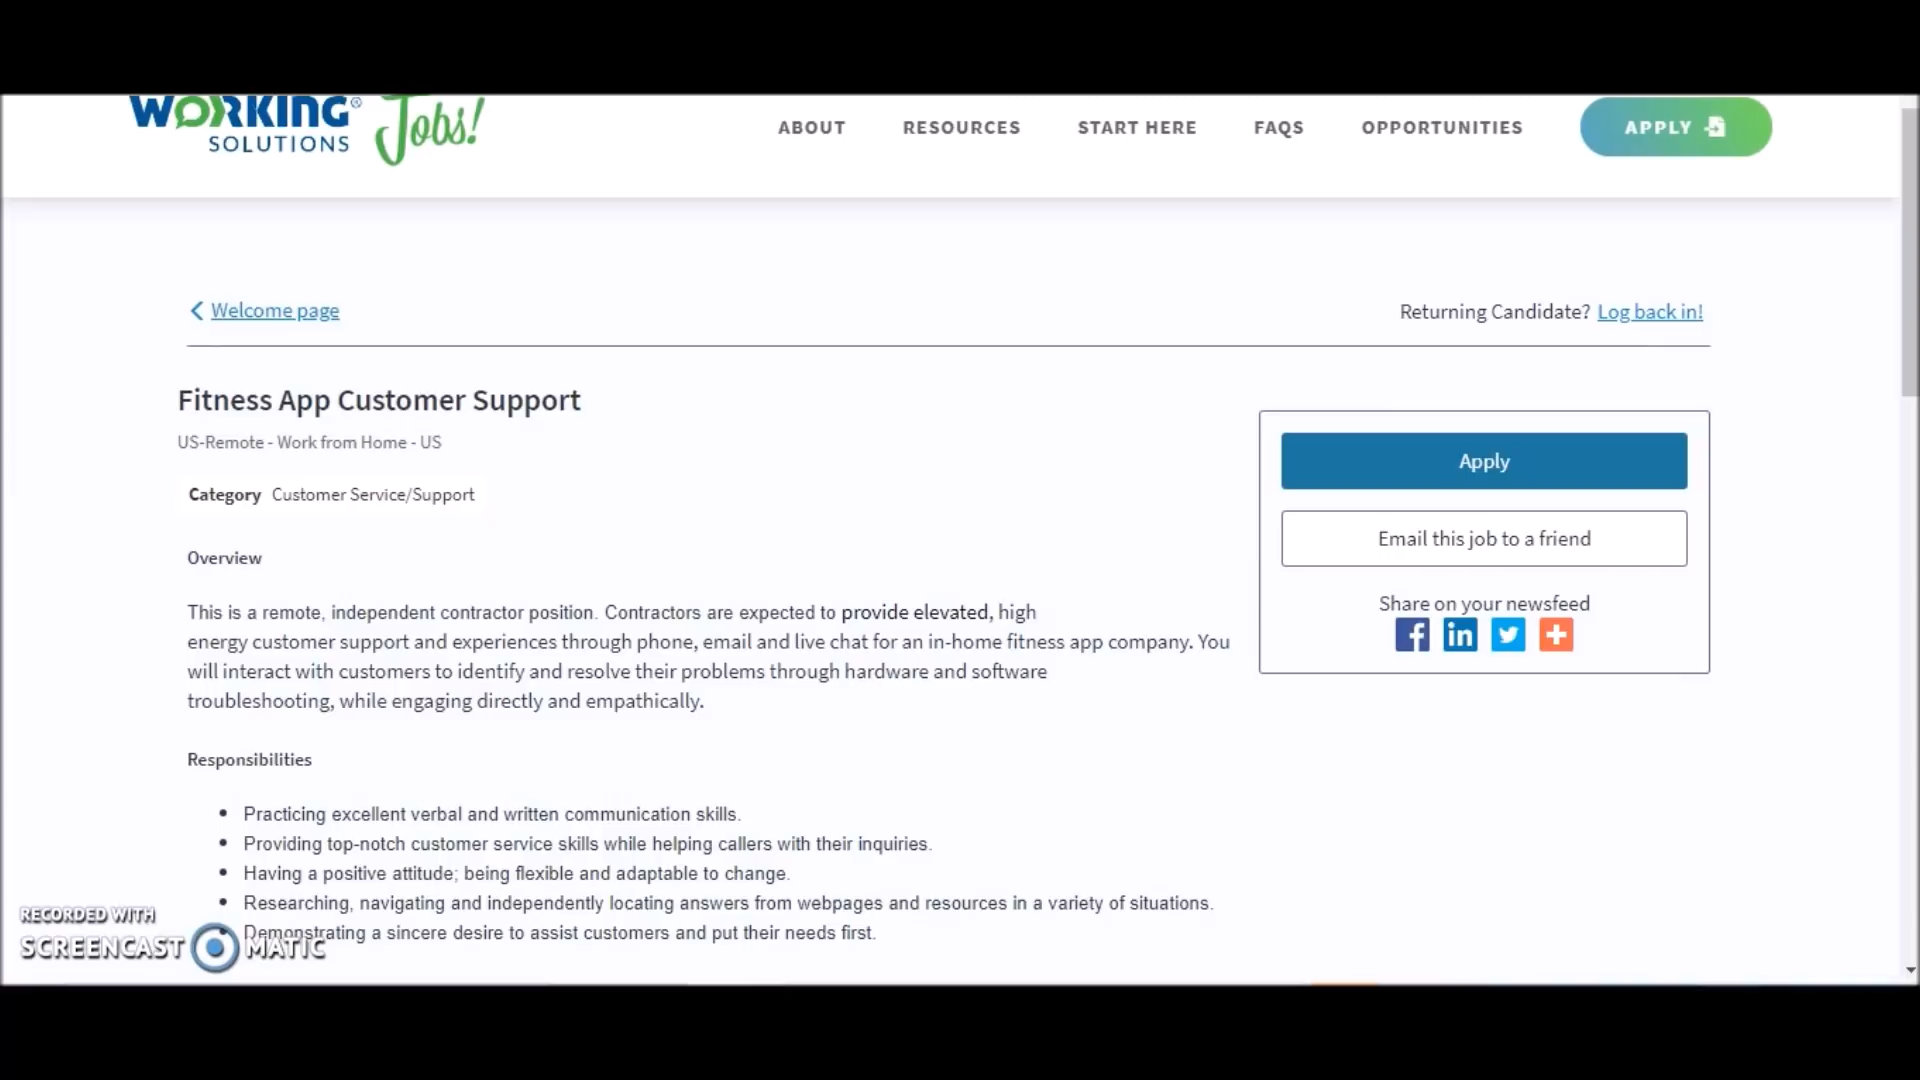 WORKING®
SOLUTIONS
Jobs!
ABOUT
RESOURCES
START HERE
FAQS
OPPORTUNITIES
APPLY
Welcome page
Returning Candidate? Log back in!
Fitness App Customer Support
US-Remote - Work from Home - US
Category Customer Service/Support
Overview
This is a remote, independent contractor position. Contractors are expected to provide elevated, high
energy customer support and experiences through phone, email and live chat for an in-home fitness app company. You
will interact with customers to identify and resolve their problems through hardware and software
troubleshooting, while engaging directly and empathically.
Apply
Email this job to a friend
Share on your newsfeed
Responsibilities
• Practicing excellent verbal and written communication skills.
• Providing top-notch customer service skills while helping callers with their inquiries.
• Having a positive attitude; being flexible and adaptable to change.
• Researching, navigating and independently locating answers from webpages and resources in a variety of situations.
• Demonstrating a sincere desire to assist customers and put their needs first.
RECORDED WITH
SCREENCAST MATIC